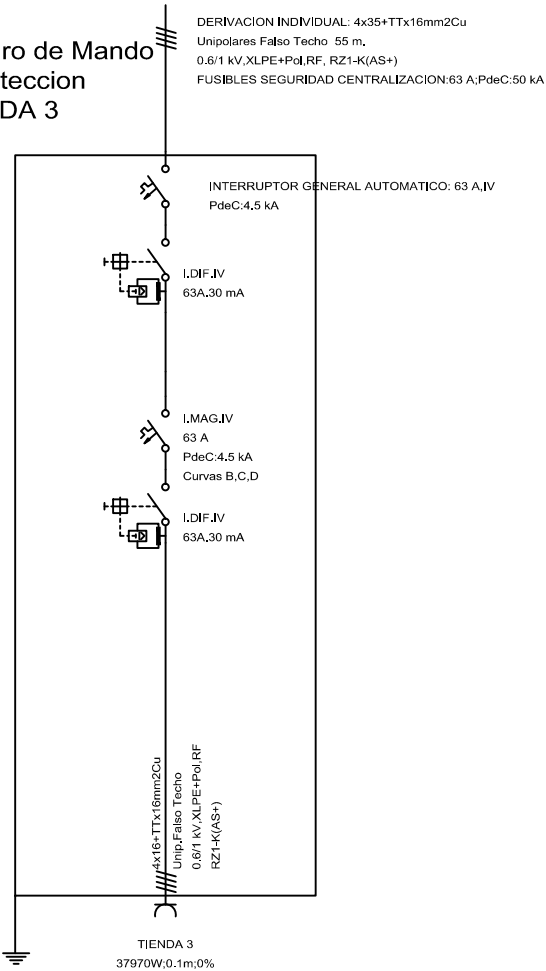 DERIVACION INDIVIDUAL: 4x35+TTx16mm2Cu
Unipolares Falso Techo 55 m.
0.6/1 kV,XLPE+Pol,RF, RZ1-K(AS+)
FUSIBLES SEGURIDAD CENTRALIZACION:63 A;PdeC:50 kA
ro de Mando
teccion
DA 3
INTERRUPTOR GENERAL AUTOMATICO: 63 A,IV
PdeC:4.5 kA
I.DIF.IV
63A.30 mA
I.MAG.IV
63 A
PdeC:4.5 kA
Curvas B,C,D
I.DIF.IV
63A.30 mA
4x16+TTx16mm2Cu
Unip.Falso Techo
0.6/1 kV,XLPE+Pol,RF
RZ1-K(AS+)
TIENDA 3
37970W;0.1m;0%